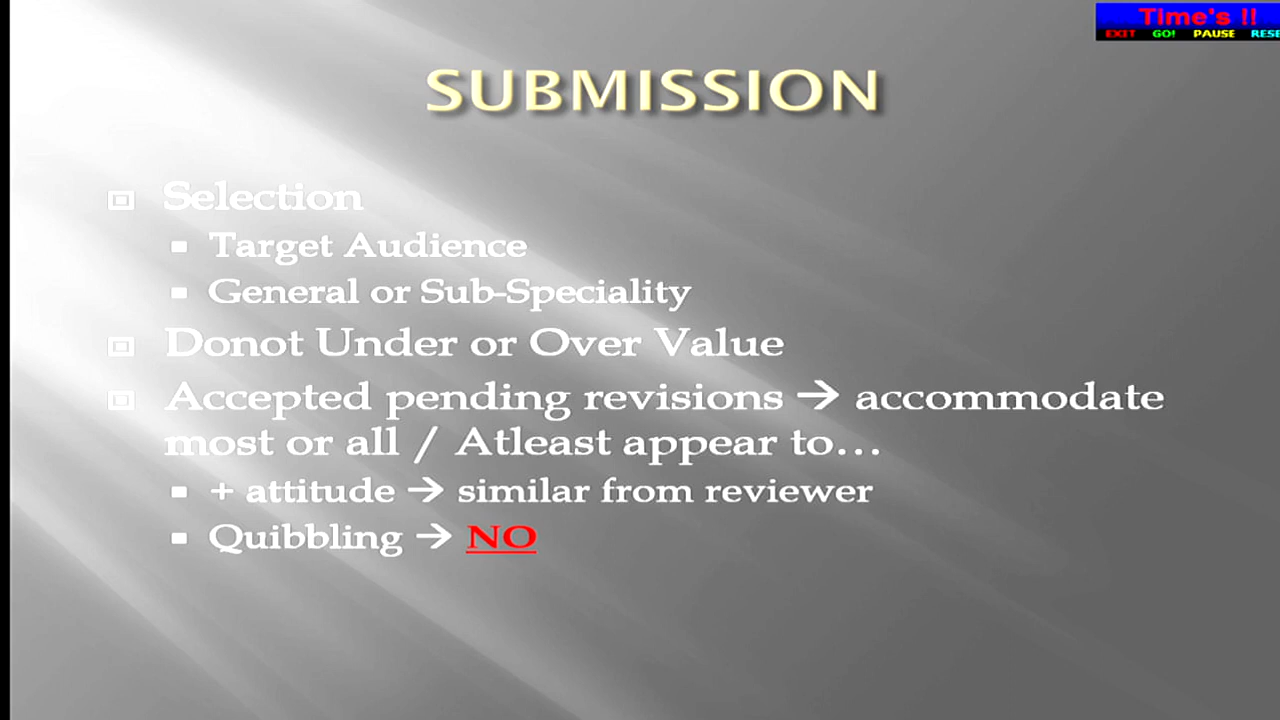 Time's !!
EXIT GO! PAUSE RESE
SUBMISSION
Selection
Target Audience
General or Sub-Speciality
Donot Under or Over Value
Accepted pending revisions → accommodate
most or all / Atleast appear to…
+ attitude → similar from reviewer
Quibbling → NO